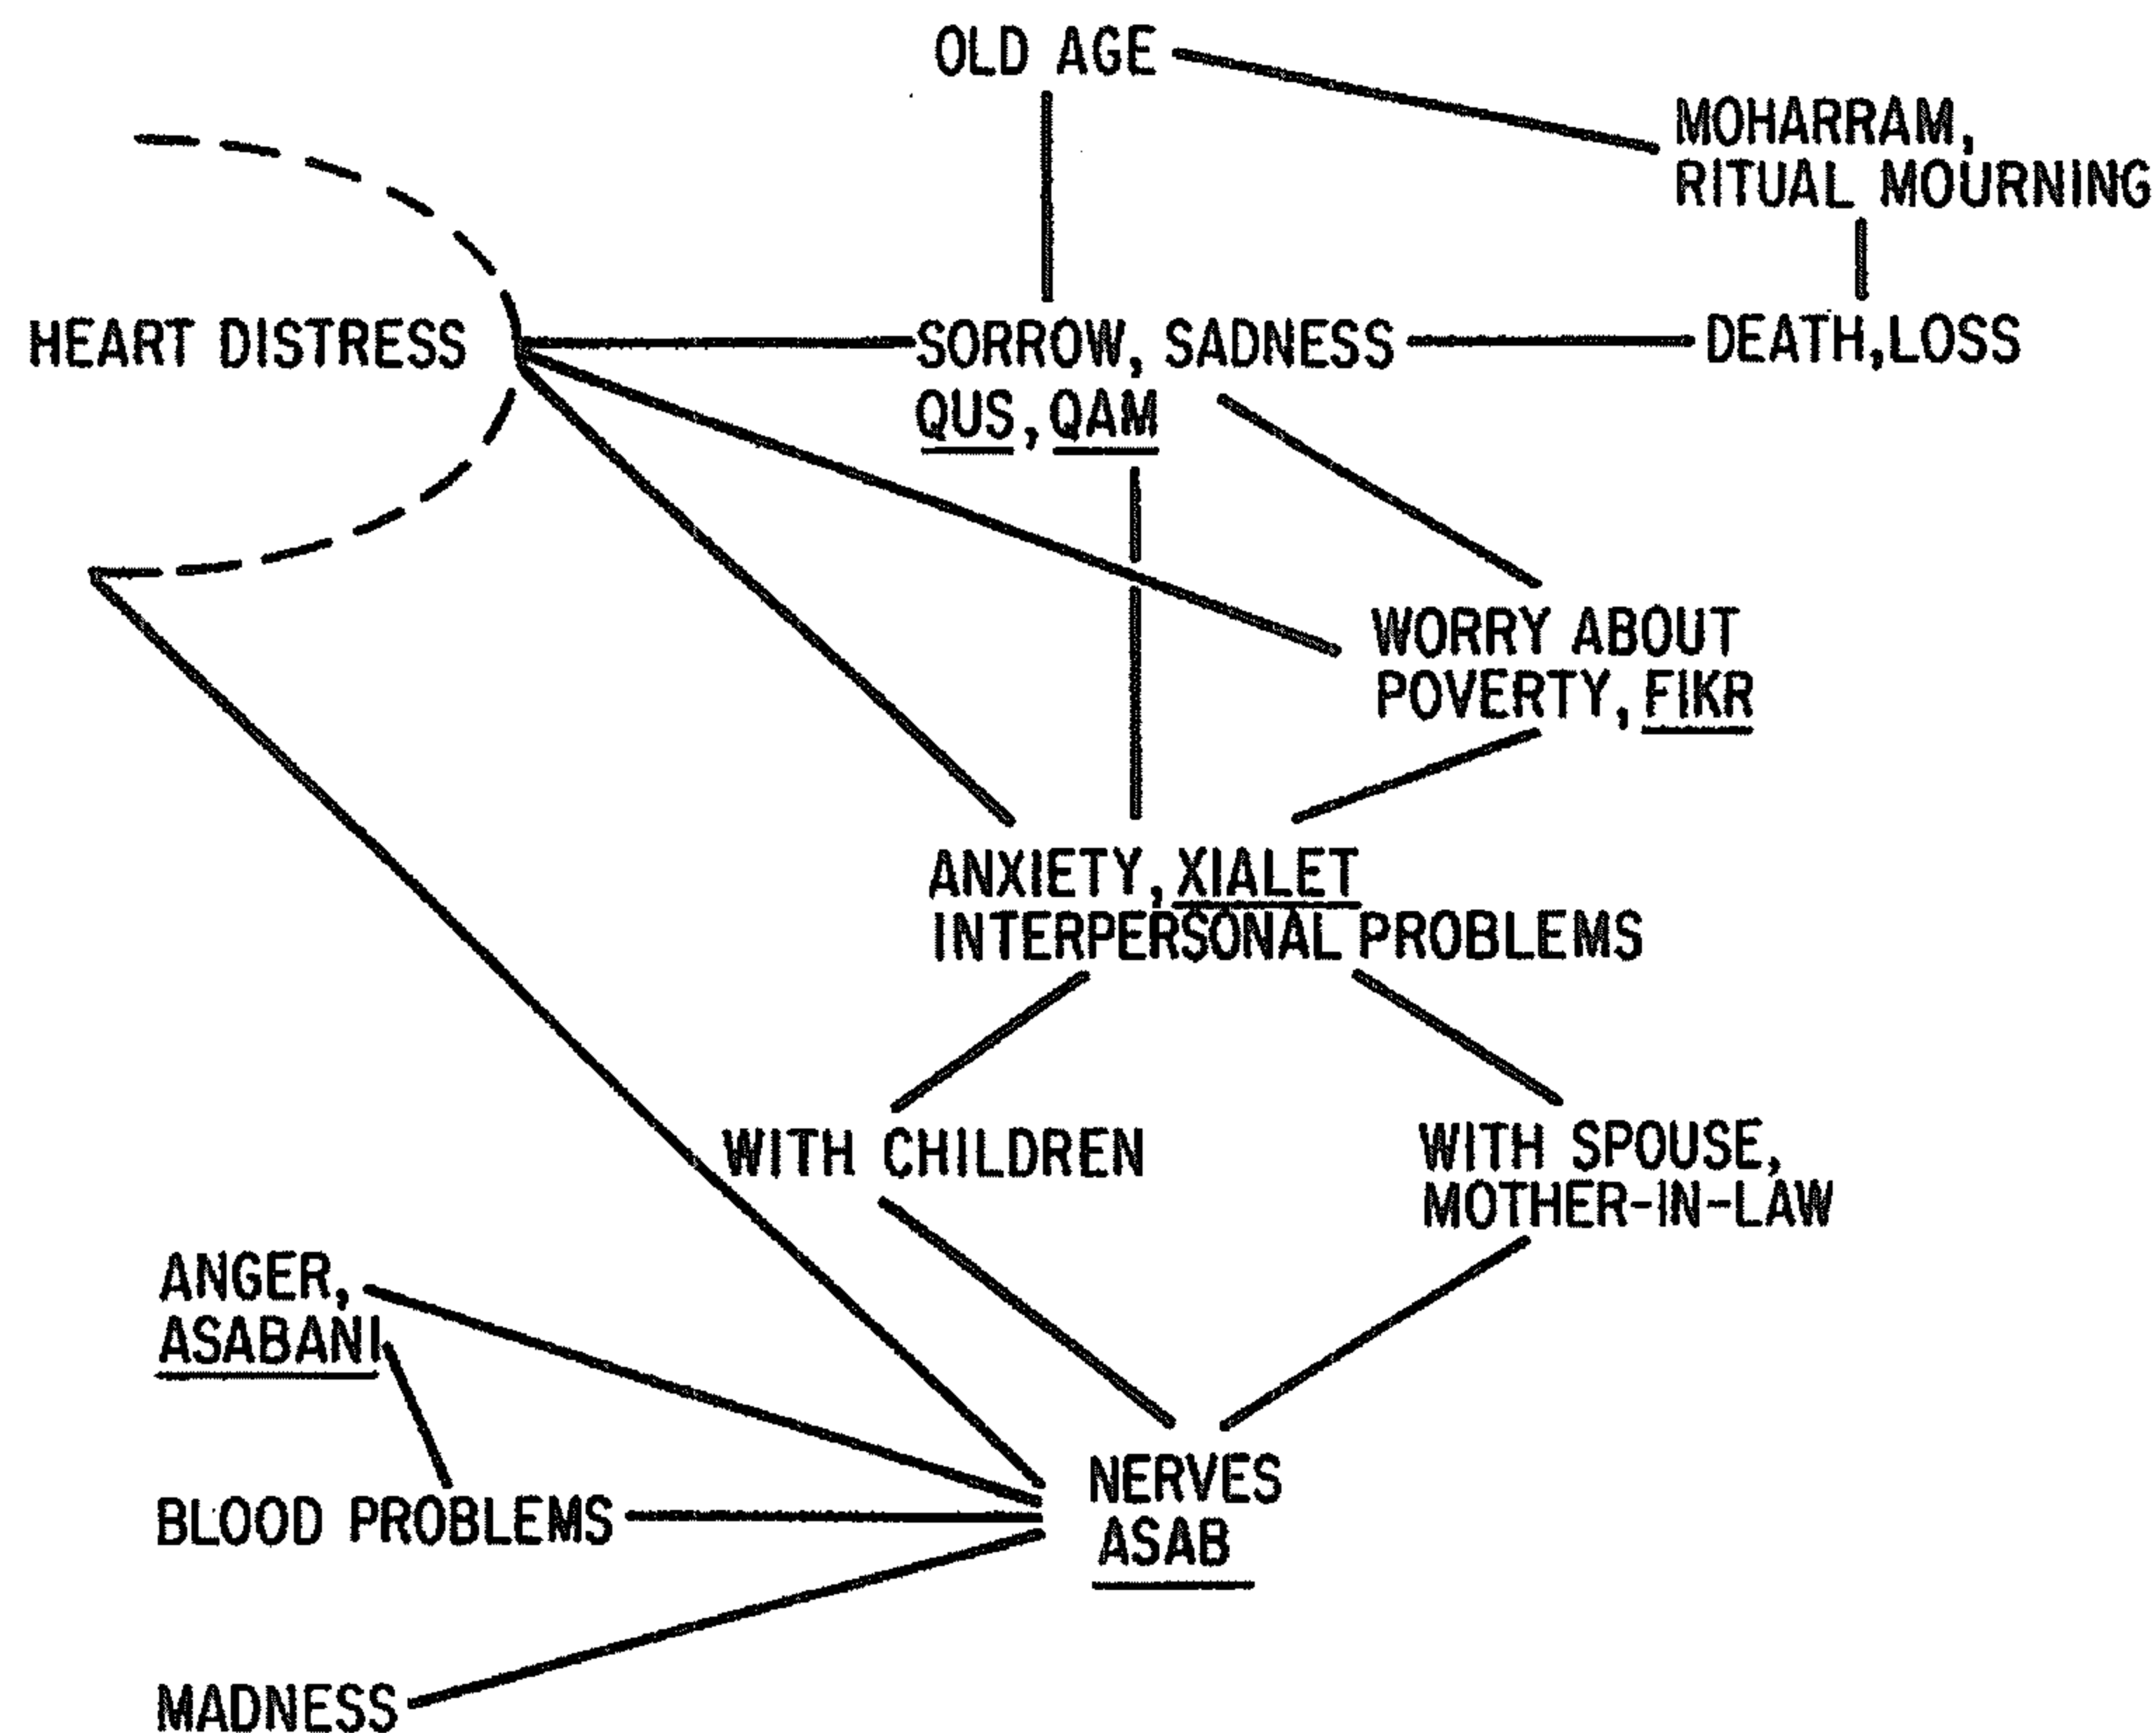 OLD AGE
MOHARRAM,
RITUAL MOURNING
HEART DISTRESS
SORROW, SADNESS
QUS, QAM
DEATH, LOSS
WORRY ABOUT
POVERTY, FIKR
ANXIETY, XIALET
INTERPERSONAL PROBLEMS
WITH CHILDREN
WITH SPOUSE,
MOTHER-IN-LAW
ANGER,
ASABANI
BLOOD PROBLEMS
NERVES
ASAB
MADNESS